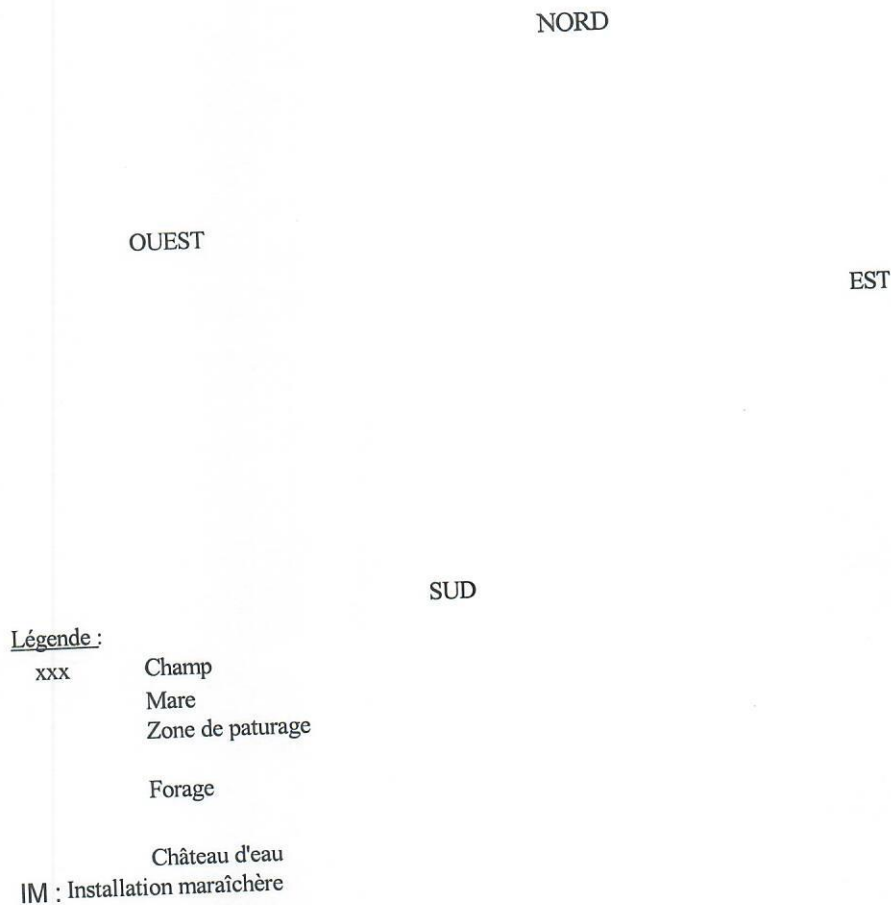 NORD
OUEST
EST
SUD
Légende :
xxx Champ
Mare
Zone de paturage
Forage
Château d'eau
IM : Installation maraîchère